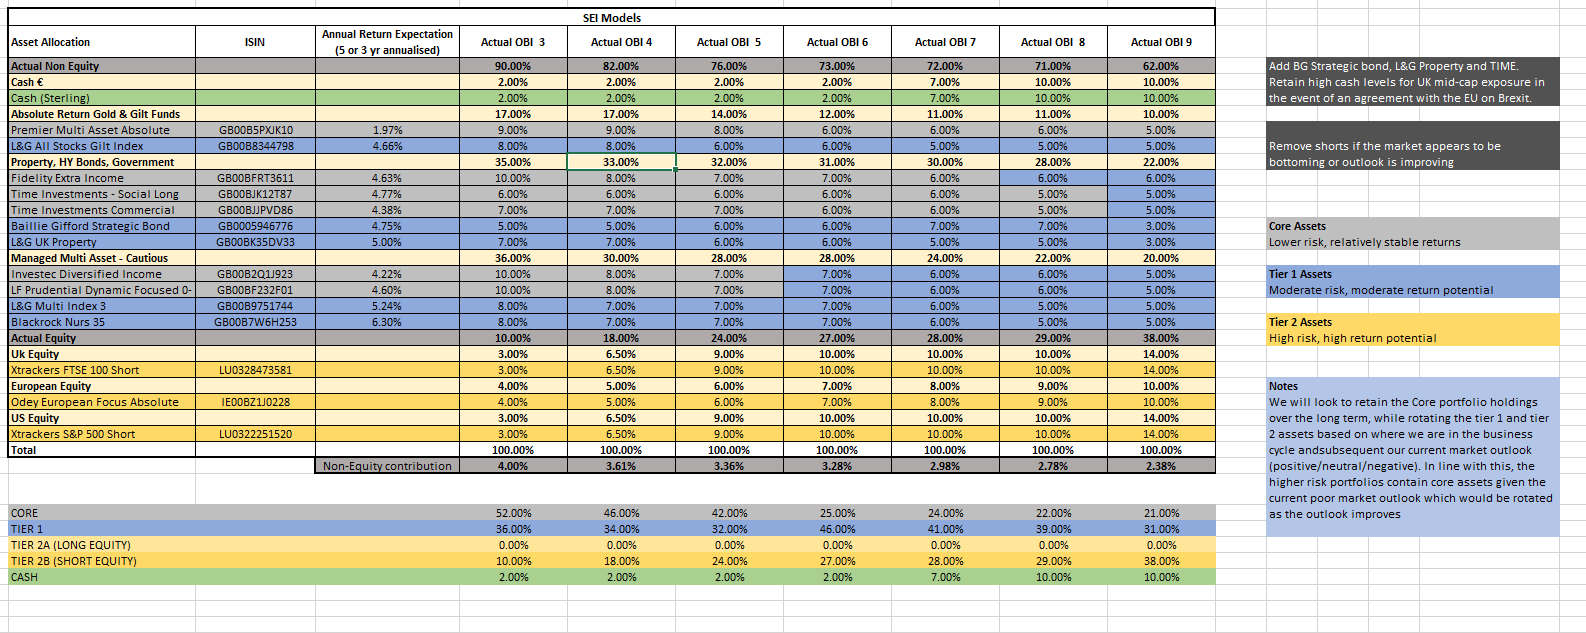 SEI Models
Asset Allocation ISIN Annual Return Expectation (5 or 3 yr annualised) Actual OBI 3 Actual OBI 4 Actual OBI 5 Actual OBI 6 Actual OBI 7 Actual OBI 8 Actual OBI 9
Actual Non Equity 90.00% 82.00% 76.00% 73.00% 72.00% 71.00% 62.00%
Cash € 2.00% 2.00% 2.00% 2.00% 7.00% 10.00% 10.00%
Cash (Sterling) 2.00% 2.00% 2.00% 2.00% 7.00% 10.00% 10.00%
Absolute Return Gold & Gilt Funds 17.00% 17.00% 14.00% 12.00% 11.00% 11.00% 10.00%
Premier Multi Asset Absolute GB00B5PXJK10 1.97% 9.00% 9.00% 8.00% 6.00% 6.00% 6.00% 5.00%
L&G All Stocks Gilt Index GB00B8344798 4.66% 8.00% 8.00% 6.00% 6.00% 5.00% 5.00% 5.00%
Property, HY Bonds, Government 35.00% 33.00% 32.00% 31.00% 30.00% 28.00% 22.00%
Fidelity Extra Income GB00BFRT3611 4.63% 10.00% 8.00% 7.00% 7.00% 6.00% 6.00% 6.00%
Time Investments - Social Long GB00BJK12T87 4.77% 6.00% 6.00% 6.00% 6.00% 6.00% 5.00% 5.00%
Time Investments Commercial GB00BJJPVD86 4.38% 7.00% 7.00% 7.00% 6.00% 6.00% 5.00% 5.00%
Baillie Gifford Strategic Bond GB0005946776 4.75% 5.00% 5.00% 6.00% 6.00% 7.00% 7.00% 3.00%
L&G UK Property GB00BK35DV33 5.00% 7.00% 7.00% 6.00% 6.00% 5.00% 5.00% 3.00%
Managed Multi Asset - Cautious 36.00% 30.00% 28.00% 28.00% 24.00% 22.00% 20.00%
Investec Diversified Income GB00B2Q1J923 4.22% 10.00% 8.00% 7.00% 7.00% 6.00% 6.00% 5.00%
LF Prudential Dynamic Focused 0- GB00BF232F01 4.60% 10.00% 8.00% 7.00% 7.00% 6.00% 6.00% 5.00%
L&G Multi Index 3 GB00B9751744 5.24% 8.00% 7.00% 7.00% 7.00% 6.00% 5.00% 5.00%
Blackrock Nurs 35 GB00B7W6H253 6.30% 8.00% 7.00% 7.00% 7.00% 6.00% 5.00% 5.00%
Actual Equity 10.00% 18.00% 24.00% 27.00% 28.00% 29.00% 38.00%
Uk Equity 3.00% 6.50% 9.00% 10.00% 10.00% 10.00% 14.00%
Xtrackers FTSE 100 Short LU0328473581 3.00% 6.50% 9.00% 10.00% 10.00% 10.00% 14.00%
European Equity 4.00% 5.00% 6.00% 7.00% 8.00% 9.00% 10.00%
Odey European Focus Absolute IE00BZ1J0228 4.00% 5.00% 6.00% 7.00% 8.00% 9.00% 10.00%
US Equity 3.00% 6.50% 9.00% 10.00% 10.00% 10.00% 14.00%
Xtrackers S&P 500 Short LU0322251520 3.00% 6.50% 9.00% 10.00% 10.00% 10.00% 14.00%
Total 100.00% 100.00% 100.00% 100.00% 100.00% 100.00% 100.00%
Non-Equity contribution 4.00% 3.61% 3.36% 3.28% 2.98% 2.78% 2.38%
CORE 52.00% 46.00% 42.00% 25.00% 24.00% 22.00% 21.00%
TIER 1 36.00% 34.00% 32.00% 46.00% 41.00% 39.00% 31.00%
TIER 2A (LONG EQUITY) 0.00% 0.00% 0.00% 0.00% 0.00% 0.00% 0.00%
TIER 2B (SHORT EQUITY) 10.00% 18.00% 24.00% 27.00% 28.00% 29.00% 38.00%
CASH 2.00% 2.00% 2.00% 2.00% 7.00% 10.00% 10.00%
Add BG Strategic bond, L&G Property and TIME.
Retain high cash levels for UK mid-cap exposure in
the event of an agreement with the EU on Brexit.
Remove shorts if the market appears to be
bottoming or outlook is improving
Core Assets
Lower risk, relatively stable returns
Tier 1 Assets
Moderate risk, moderate return potential
Tier 2 Assets
High risk, high return potential
Notes
We will look to retain the Core portfolio holdings
over the long term, while rotating the tier 1 and tier
2 assets based on where we are in the business
cycle andsubsequent our current market outlook
(positive/neutral/negative). In line with this, the
higher risk portfolios contain core assets given the
current poor market outlook which would be rotated
as the outlook improves